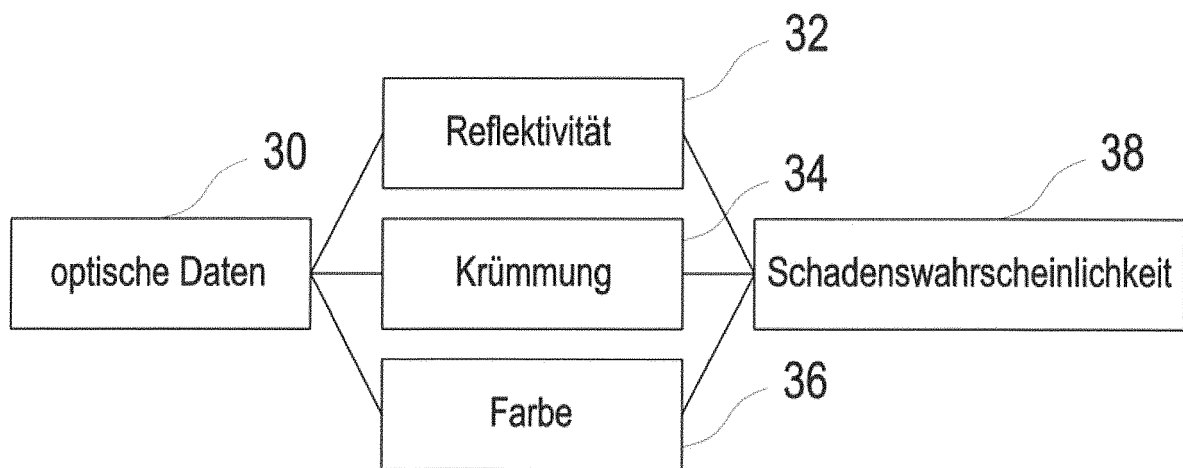 32
Reflektivität
30
34
38
optische Daten
Krümmung
Schadenswahrscheinlichkeit
36
Farbe